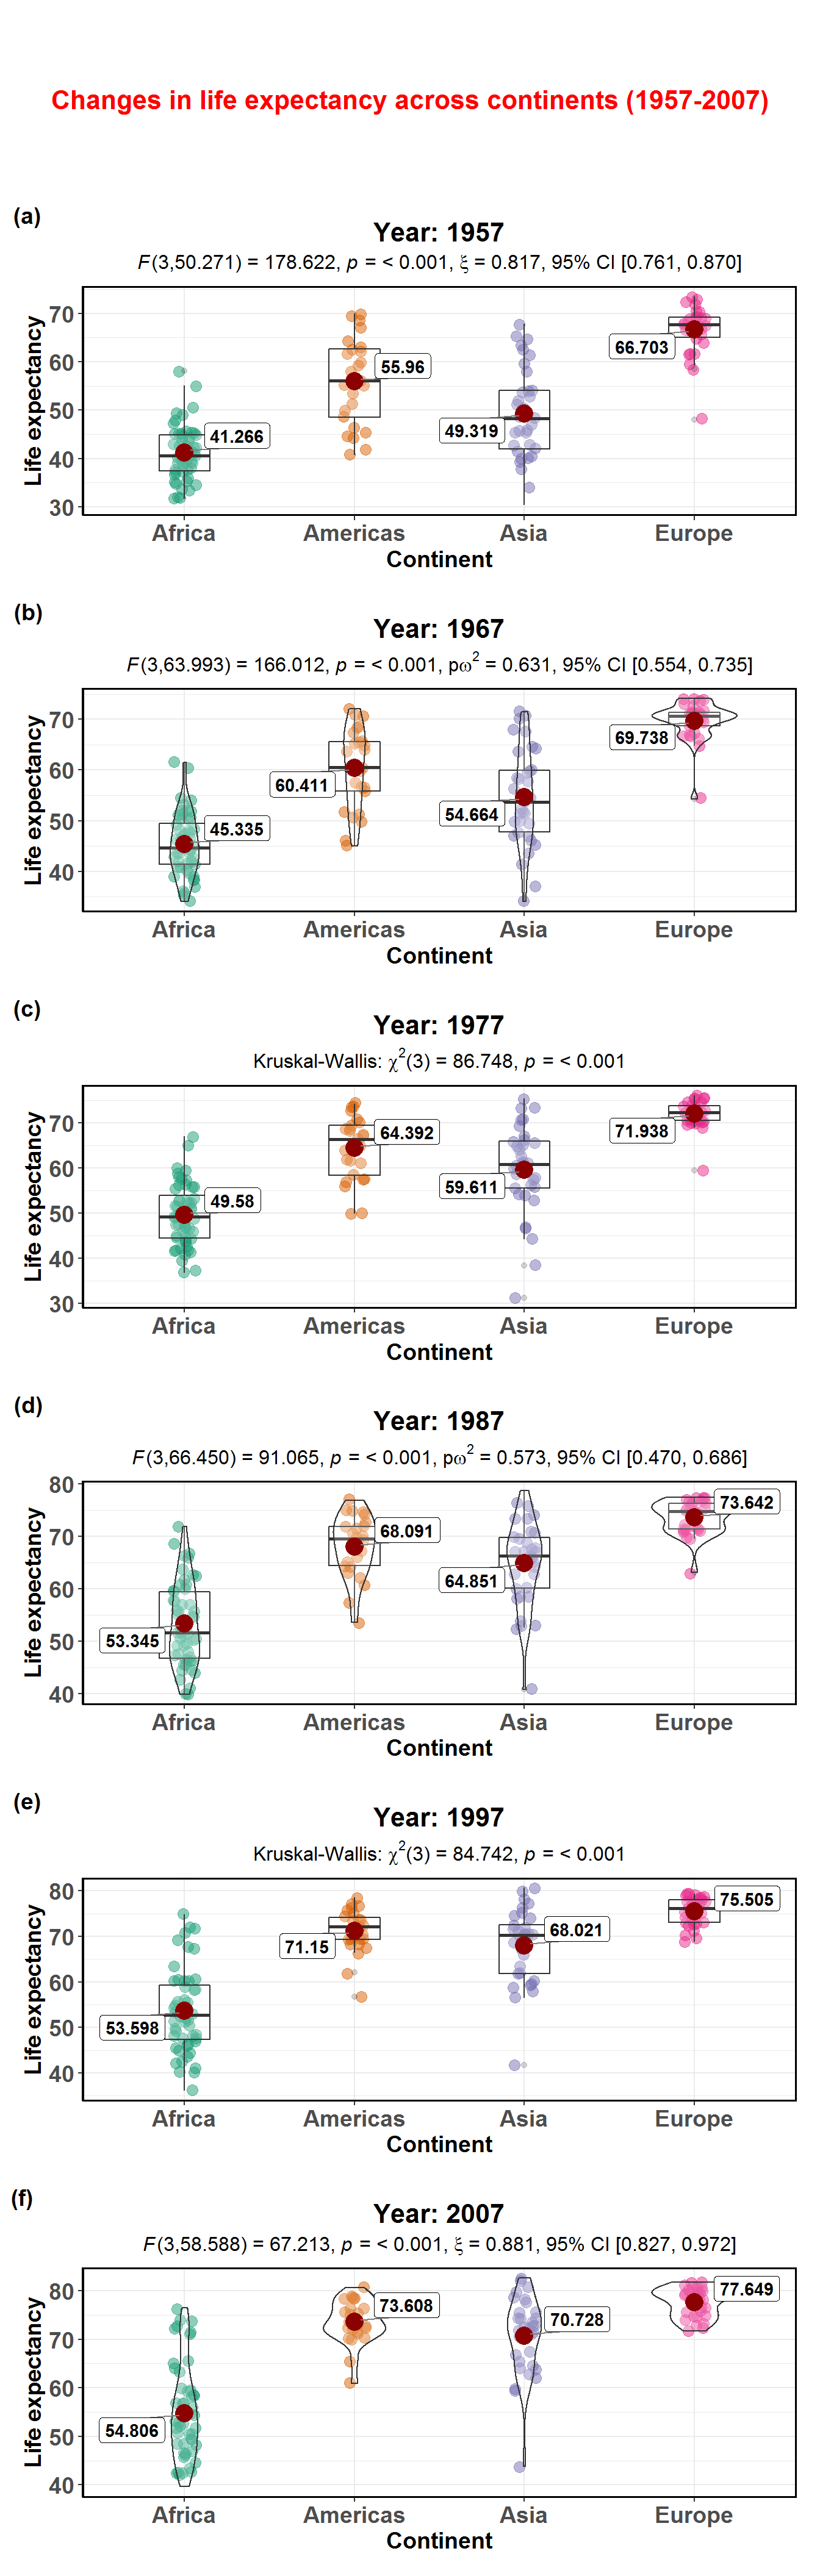 Changes in life expectancy across continents (1957-2007)
(a)
Year: 1957
F(3,50.271) = 178.622, p = < 0.001, ξ = 0.817, 95% CI [0.761, 0.870]
Life expectancy
70
60
50
40
30
41.266
55.96
49.319
66.703
Africa Americas Asia Europe
Continent
(b)
Year: 1967
F(3,63.993) = 166.012, p = < 0.001, pω² = 0.631, 95% CI [0.554, 0.735]
Life expectancy
70
60
50
40
45.335
60.411
54.664
69.738
Africa Americas Asia Europe
Continent
(c)
Year: 1977
Kruskal-Wallis: χ²(3) = 86.748, p = < 0.001
Life expectancy
70
60
50
40
30
49.58
64.392
59.611
71.938
Africa Americas Asia Europe
Continent
(d)
Year: 1987
F(3,66.450) = 91.065, p = < 0.001, pω² = 0.573, 95% CI [0.470, 0.686]
Life expectancy
80
70
60
50
40
53.345
68.091
64.851
73.642
Africa Americas Asia Europe
Continent
(e)
Year: 1997
Kruskal-Wallis: χ²(3) = 84.742, p = < 0.001
Life expectancy
80
70
60
50
40
53.598
71.15
68.021
75.505
Africa Americas Asia Europe
Continent
(f)
Year: 2007
F(3,58.588) = 67.213, p = < 0.001, ξ = 0.881, 95% CI [0.827, 0.972]
Life expectancy
80
70
60
50
40
54.806
73.608
70.728
77.649
Africa Americas Asia Europe
Continent